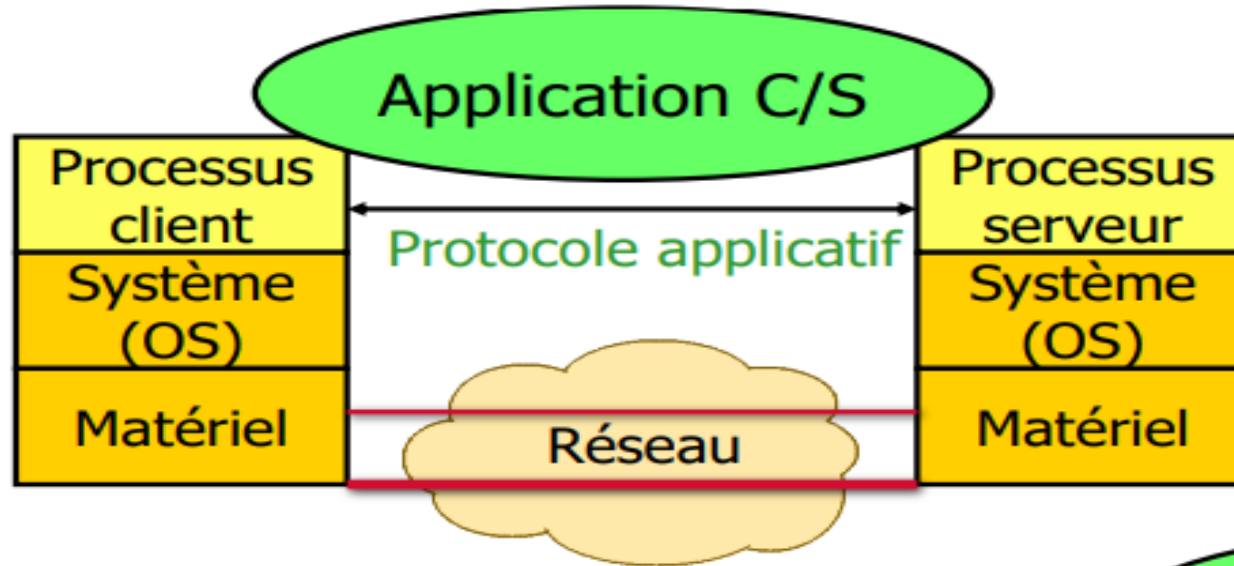 Application C/S
Processus
client
Processus
serveur
Protocole applicatif
Système
(OS)
Système
(OS)
Matériel
Réseau
Matériel